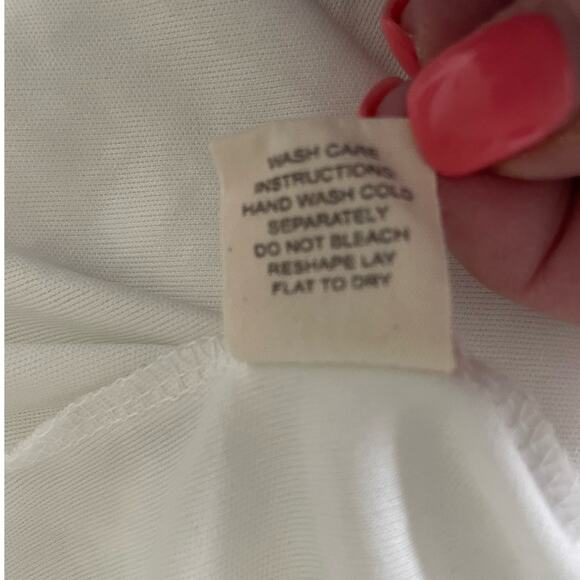 WASH CARE
INSTRUCTIONS
HAND WASH COLD
SEPARATELY
DO NOT BLEACH
RESHAPE LAY
FLAT TO DRY